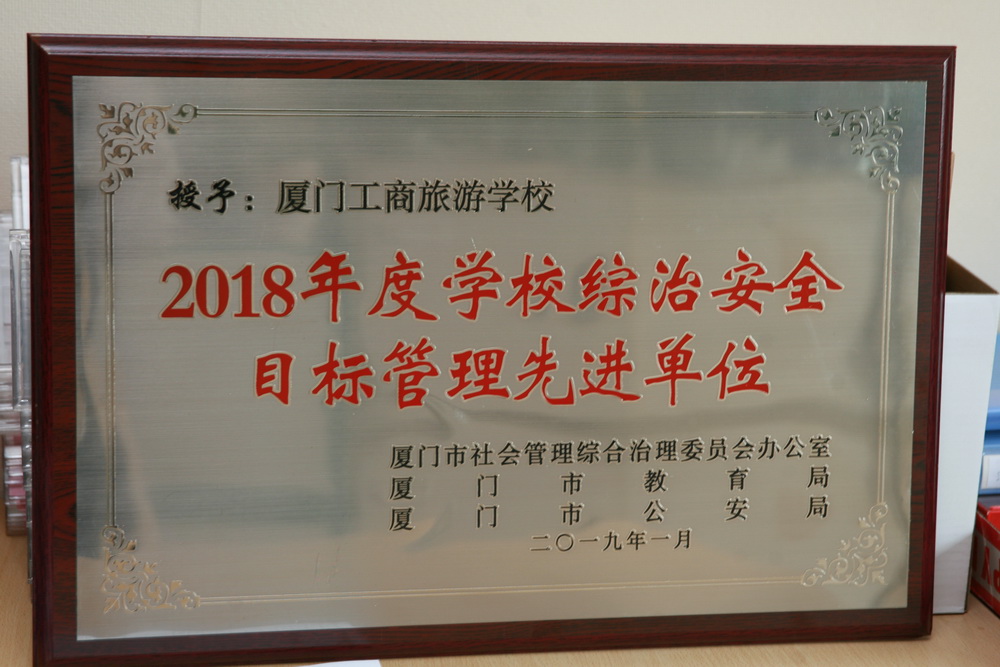 授予：厦门工商旅游学校
2018年度学校综治安全
目标管理先进单位
厦门市社会管理综合治理委员会办公室
厦门市教育局
厦门市公安局
二〇一九年一月